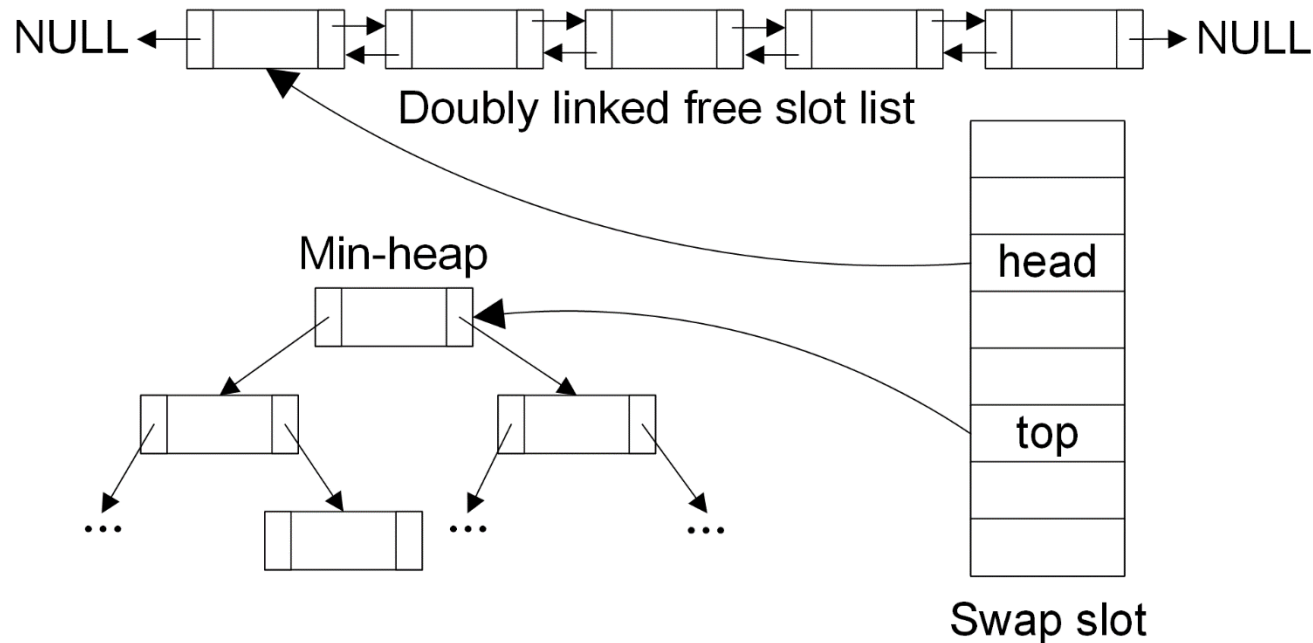 NULL NULL
Doubly linked free slot list
Min-heap
head
top
... ... ...
Swap slot